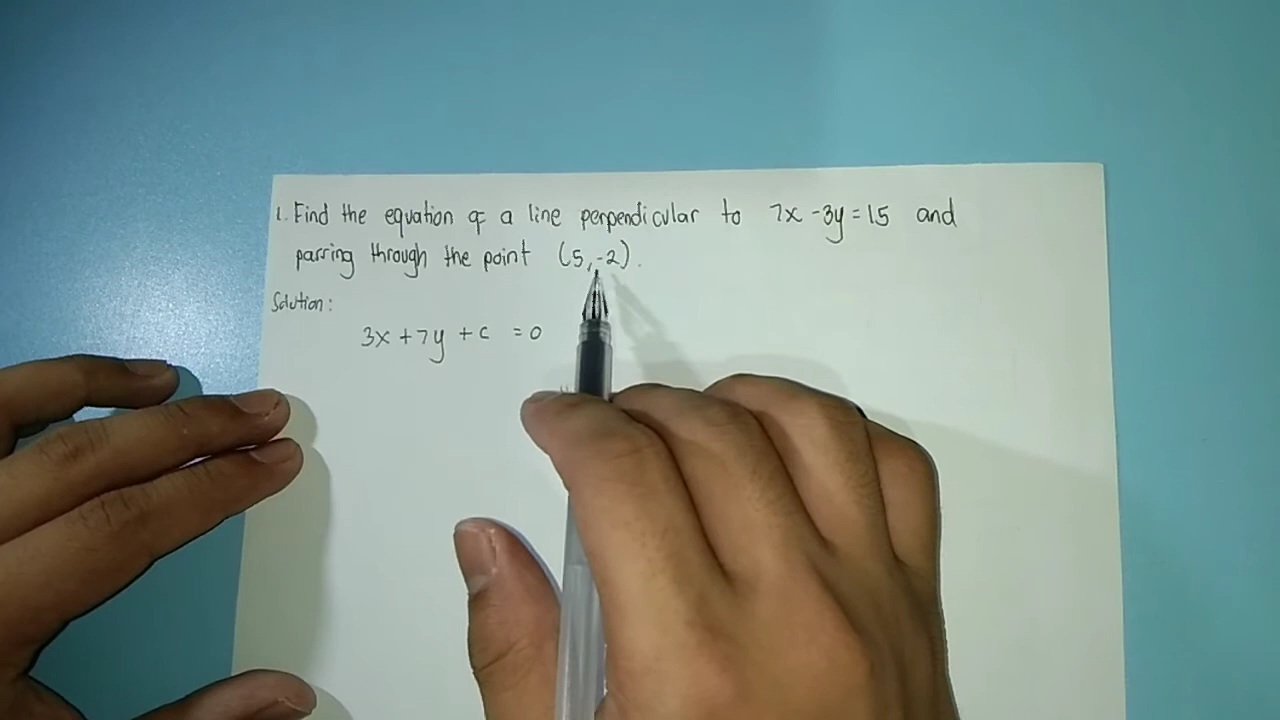 1. Find the equation of a line perpendicular to 7x - 3y = 15 and
passing through the point (5, -2).
Solution:
3x + 7y + c = 0